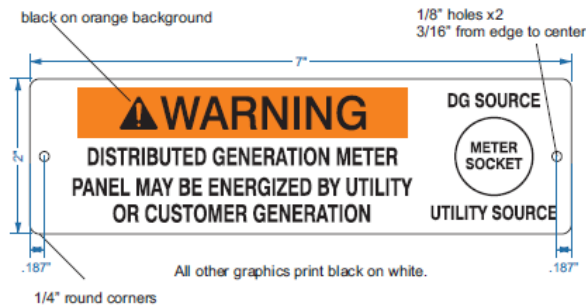 black on orange background
1/8" holes x2
3/16" from edge to center
7"
2"
WARNING
DISTRIBUTED GENERATION METER
PANEL MAY BE ENERGIZED BY UTILITY
OR CUSTOMER GENERATION
DG SOURCE
METER
SOCKET
UTILITY SOURCE
.187"
All other graphics print black on white.
.187"
1/4" round corners